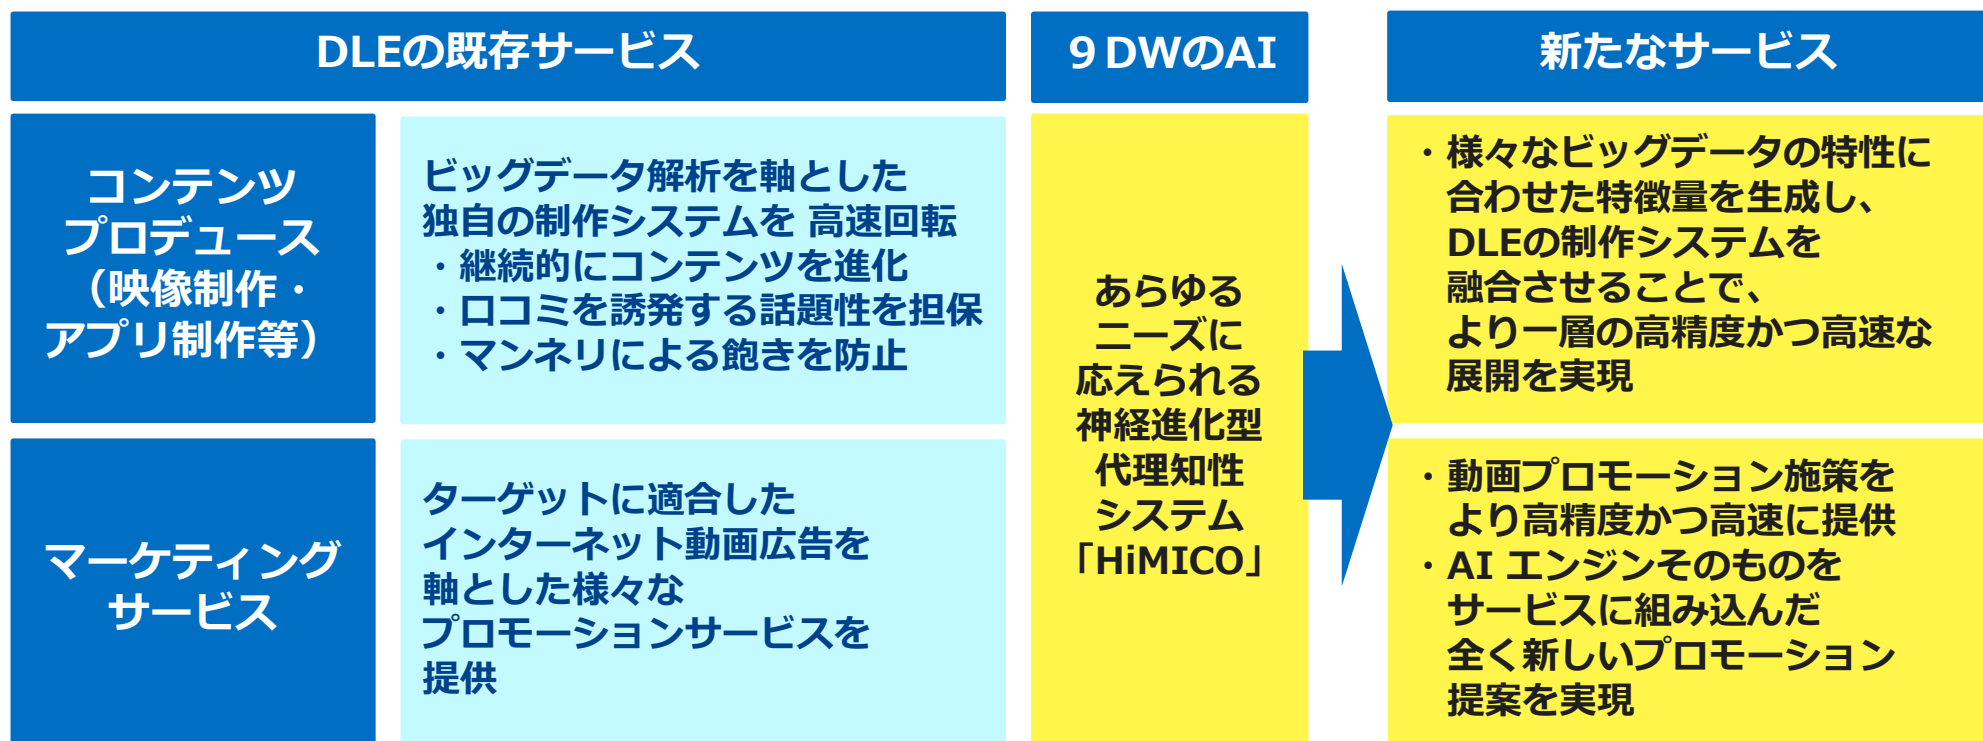 DLEの既存サービス
９DWのAI
新たなサービス
コンテンツ
プロデュース
（映像制作・
アプリ制作等）
ビッグデータ解析を軸とした
独自の制作システムを 高速回転
・継続的にコンテンツを進化
・口コミを誘発する話題性を担保
・マンネリによる飽きを防止
マーケティング
サービス
ターゲットに適合した
インターネット動画広告を
軸とした様々な
プロモーションサービスを
提供
あらゆる
ニーズに
応えられる
神経進化型
代理知性
システム
「HiMICO」
・様々なビッグデータの特性に
合わせた特徴量を生成し、
DLEの制作システムを
融合させることで、
より一層の高精度かつ高速な
展開を実現
・動画プロモーション施策を
より高精度かつ高速に提供
・AI エンジンそのものを
サービスに組み込んだ
全く新しいプロモーション
提案を実現